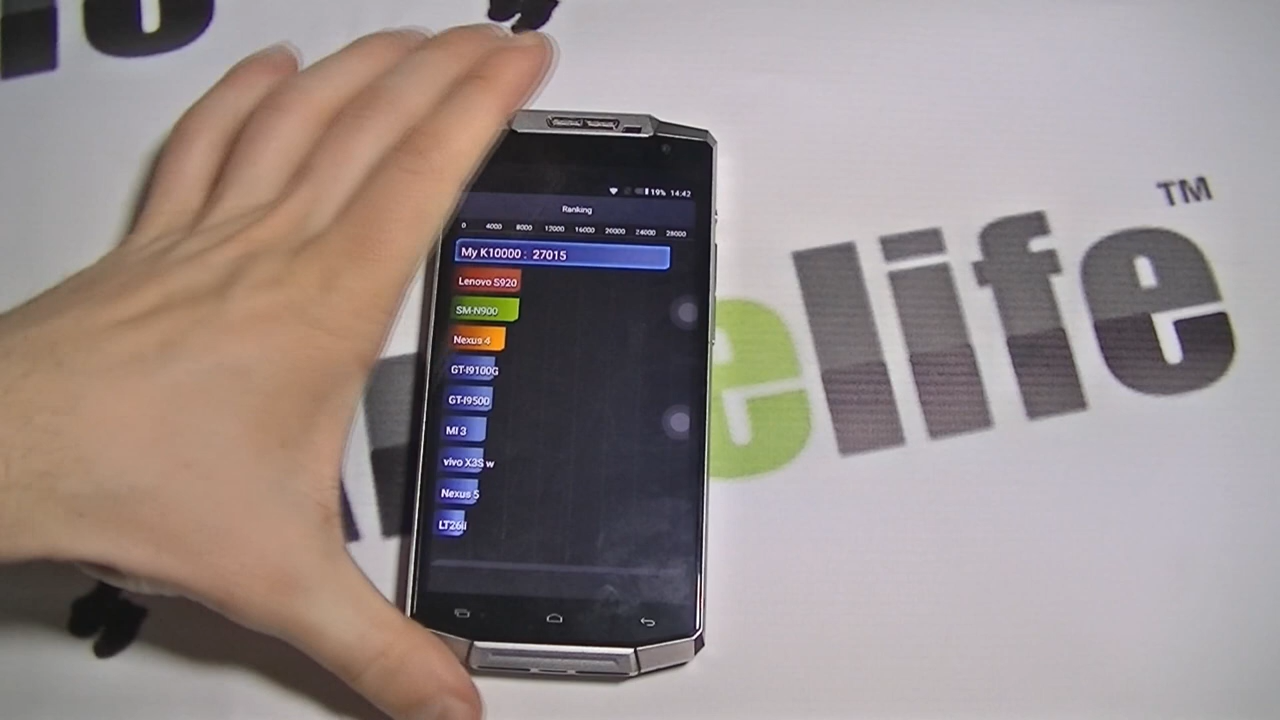 19% 14:42
Ranking
0 4000 8000 12000 16000 20000 24000 28000
My K10000 : 27015
Lenovo S920
SM-N900
Nexus 4
GT-I9100G
GT-I9500
MI 3
vivo X3S w
Nexus 5
LT26ii
elife
TM